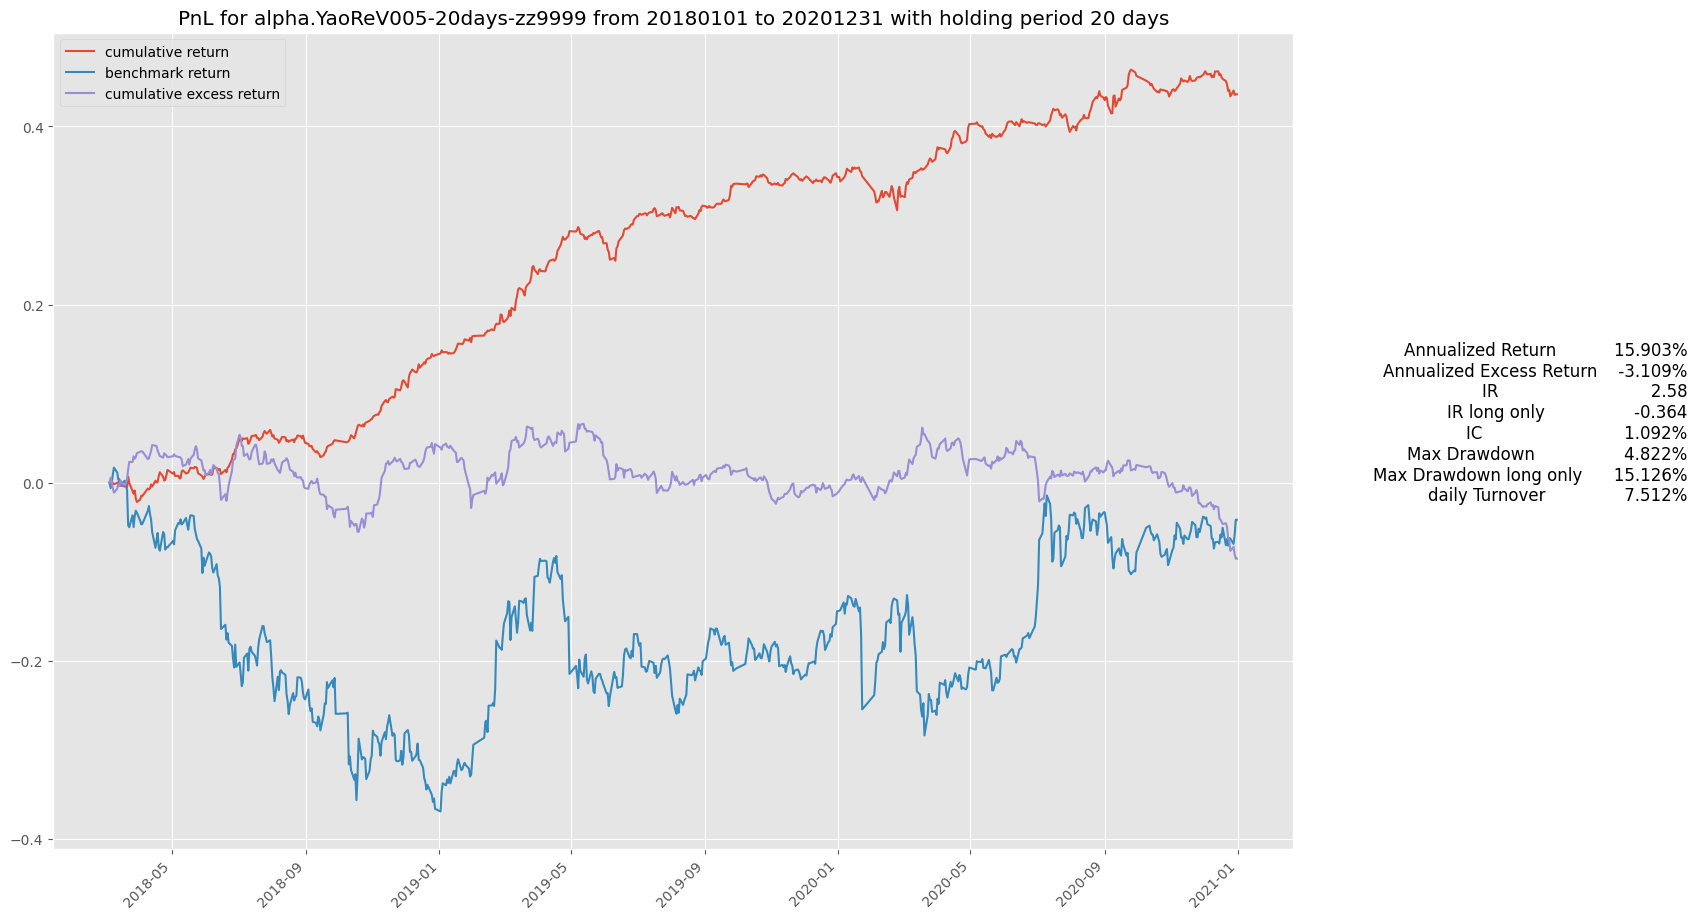 PnL for alpha.YaoReV005-20days-zz9999 from 20180101 to 20201231 with holding period 20 days
cumulative return
benchmark return
cumulative excess return
0.4
0.2
0.0
−0.2
−0.4
2018-05
2018-09
2019-01
2019-05
2019-09
2020-01
2020-05
2020-09
2021-01
Annualized Return 15.903%
Annualized Excess Return -3.109%
IR 2.58
IR long only -0.364
IC 1.092%
Max Drawdown 4.822%
Max Drawdown long only 15.126%
daily Turnover 7.512%